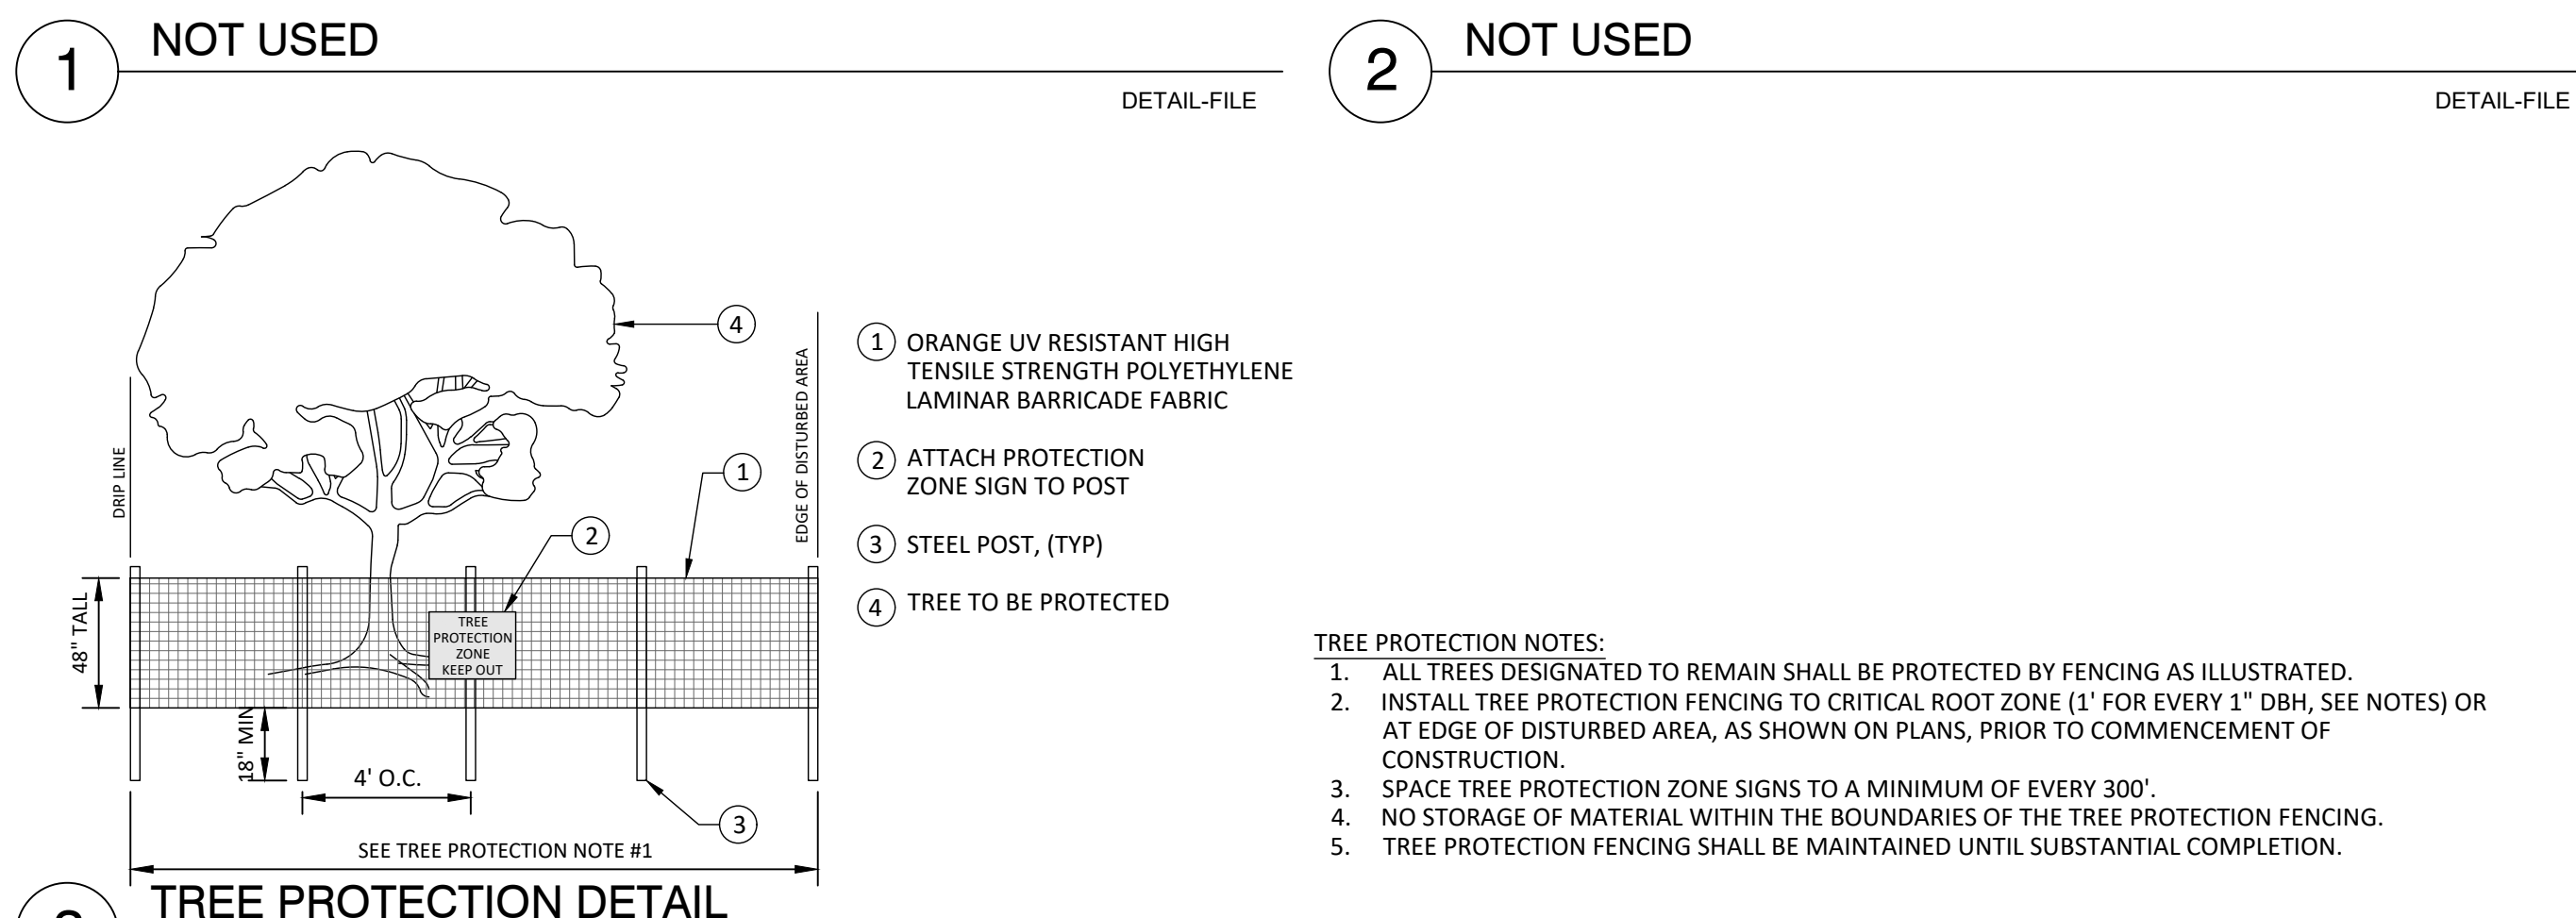 1
NOT USED
DETAIL-FILE
2
NOT USED
DETAIL-FILE
4
1
2
3
DRIP LINE
EDGE OF DISTURBED AREA
TREE
PROTECTION
ZONE
KEEP OUT
48" TALL
18" MIN
4' O.C.
SEE TREE PROTECTION NOTE #1
1 ORANGE UV RESISTANT HIGH
TENSILE STRENGTH POLYETHYLENE
LAMINAR BARRICADE FABRIC
2 ATTACH PROTECTION
ZONE SIGN TO POST
3 STEEL POST, (TYP)
4 TREE TO BE PROTECTED
TREE PROTECTION NOTES:
1. ALL TREES DESIGNATED TO REMAIN SHALL BE PROTECTED BY FENCING AS ILLUSTRATED.
2. INSTALL TREE PROTECTION FENCING TO CRITICAL ROOT ZONE (1' FOR EVERY 1" DBH, SEE NOTES) OR
AT EDGE OF DISTURBED AREA, AS SHOWN ON PLANS, PRIOR TO COMMENCEMENT OF
CONSTRUCTION.
3. SPACE TREE PROTECTION ZONE SIGNS TO A MINIMUM OF EVERY 300'.
4. NO STORAGE OF MATERIAL WITHIN THE BOUNDARIES OF THE TREE PROTECTION FENCING.
5. TREE PROTECTION FENCING SHALL BE MAINTAINED UNTIL SUBSTANTIAL COMPLETION.
TREE PROTECTION DETAIL